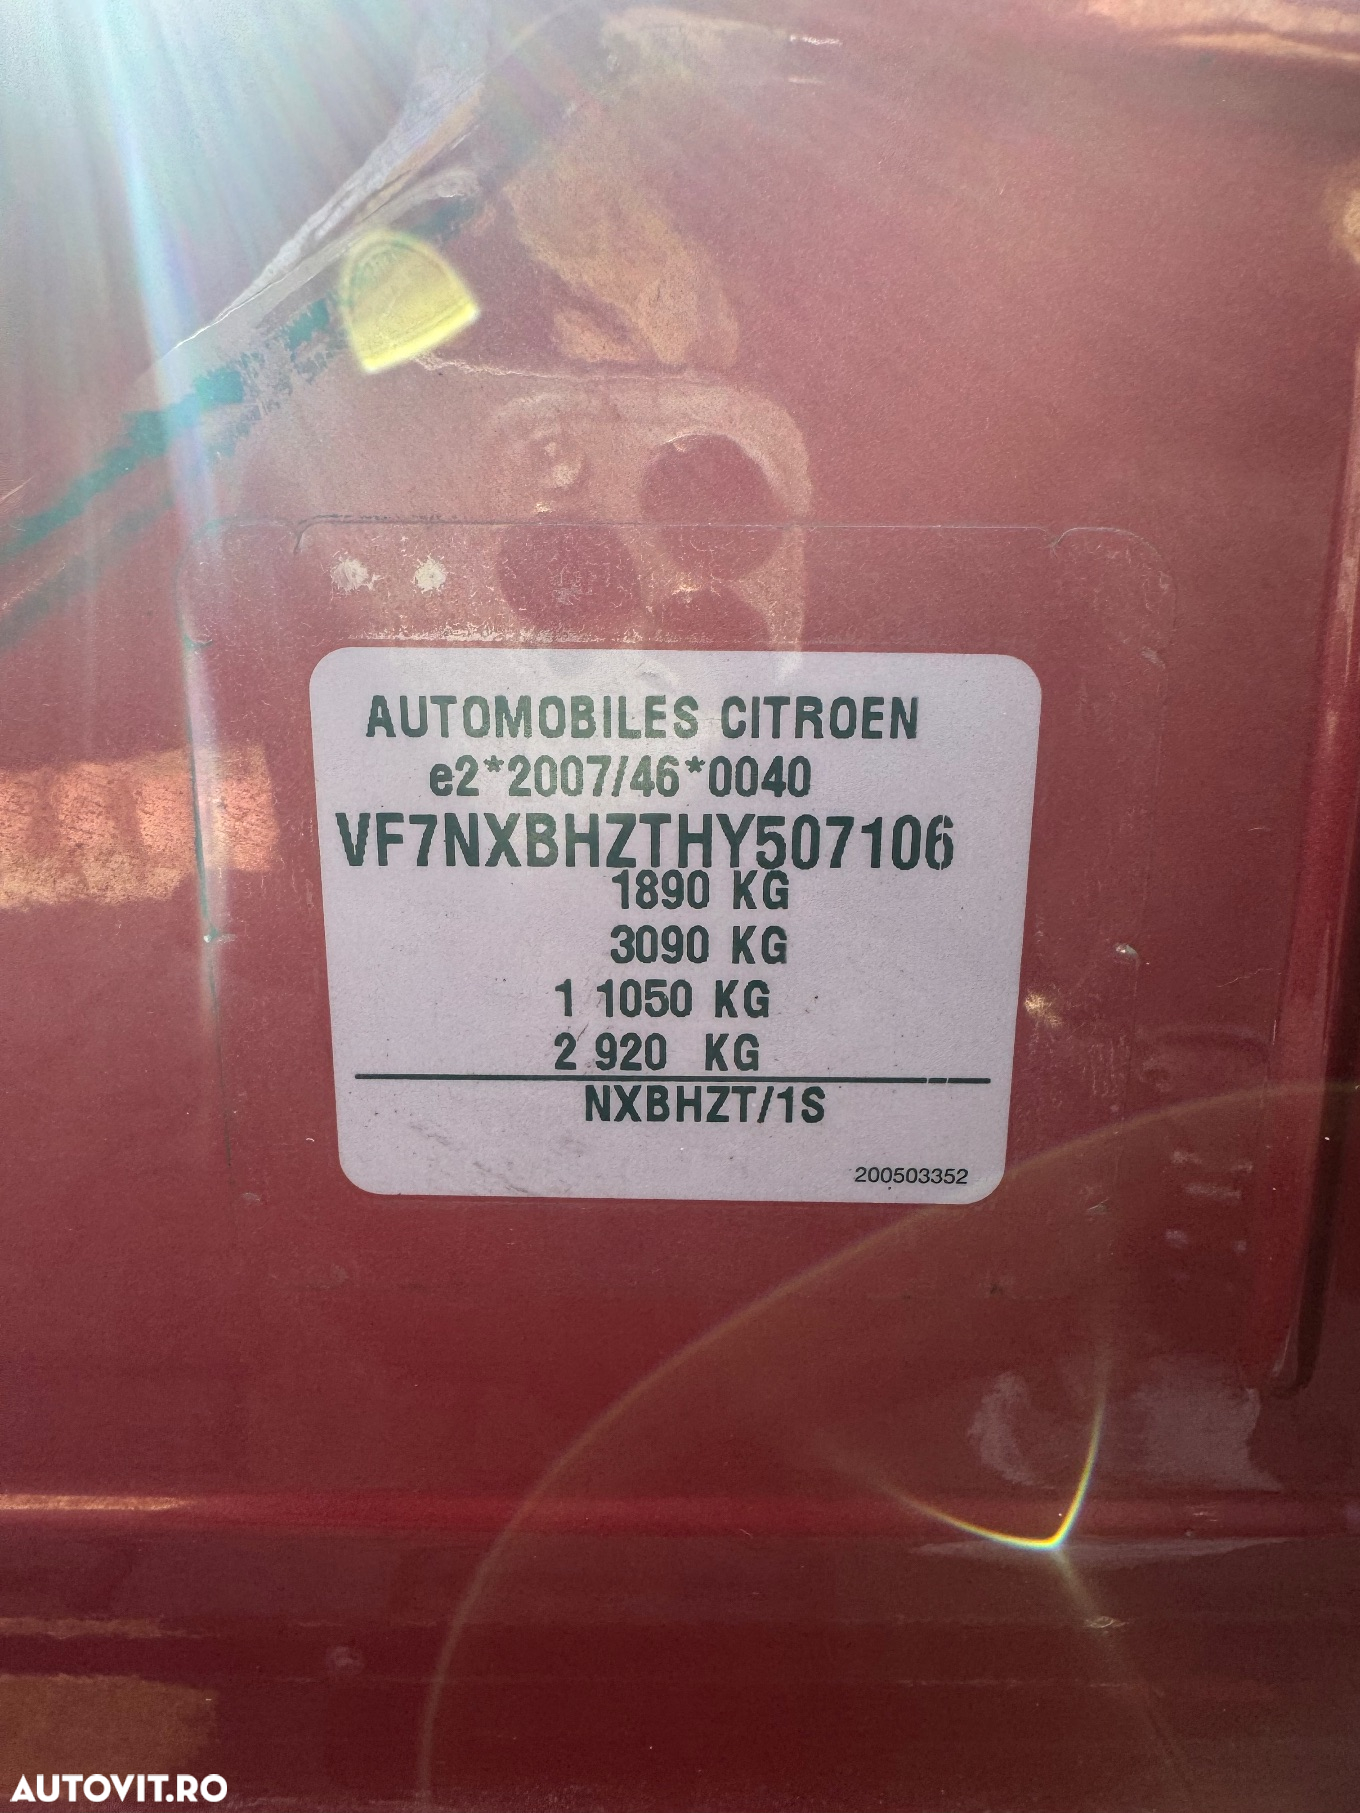 AUTOMOBILES CITROEN
e2*2007/46*0040
VF7NXBHZTHY507106
1890 KG
3090 KG
1 1050 KG
2 920 KG
NXBHZT/1S
200503352
AUTOVIT.RO